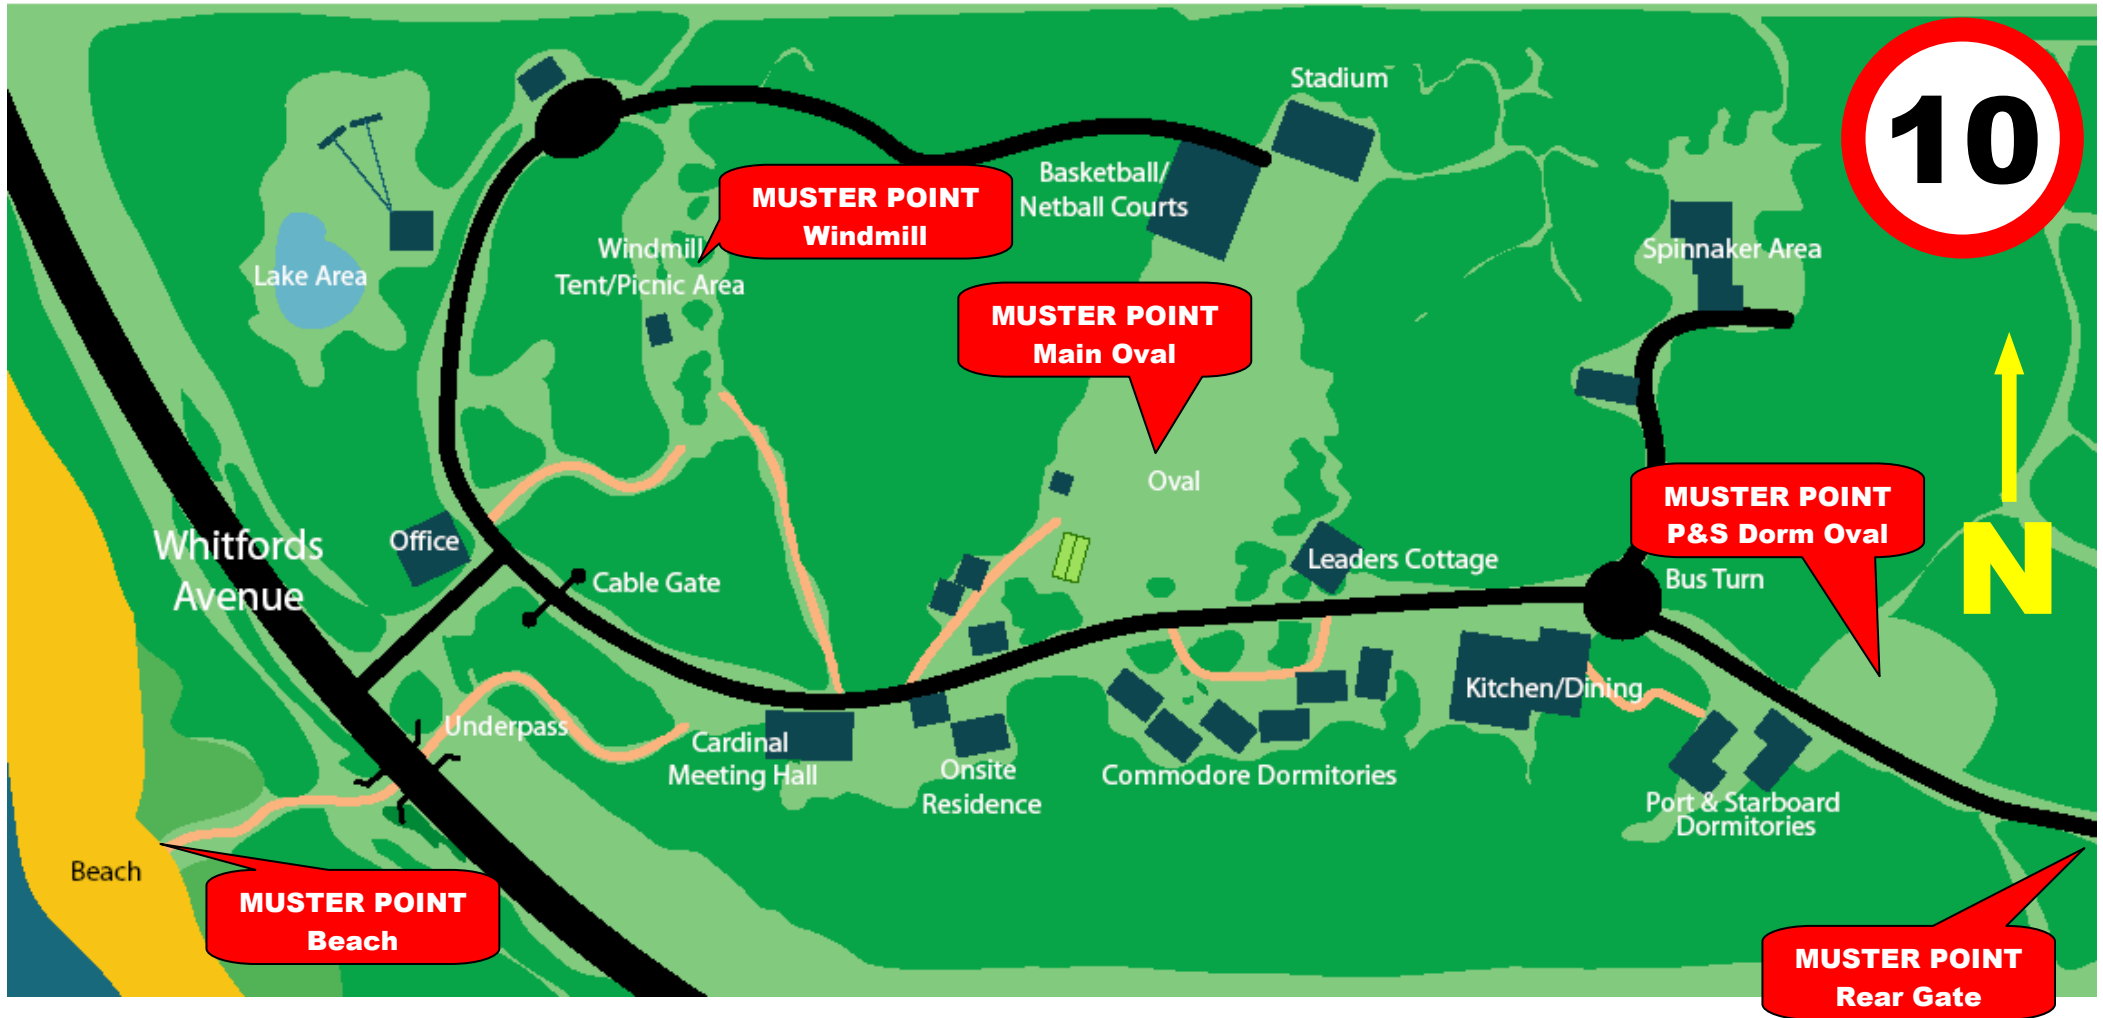 Stadium
10
Basketball/
Netball Courts
MUSTER POINT
Windmill
Windmill
Tent/Picnic Area
Lake Area
Spinnaker Area
MUSTER POINT
Main Oval
Oval
MUSTER POINT
P&S Dorm Oval
N
Whitfords
Avenue
Office
Cable Gate
Leaders Cottage
Bus Turn
Underpass
Cardinal
Meeting Hall
Onsite
Residence
Commodore Dormitories
Kitchen/Dining
Port & Starboard
Dormitories
Beach
MUSTER POINT
Beach
MUSTER POINT
Rear Gate